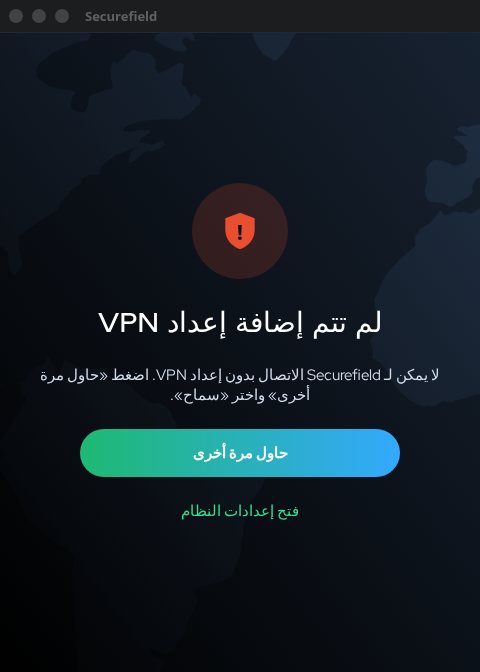 Securefield
لم تتم إضافة إعداد VPN
لا يمكن لـ Securefield الاتصال بدون إعداد VPN. اضغط «حاول مرة
أخرى» واختر «سماح».
حاول مرة أخرى
فتح إعدادات النظام